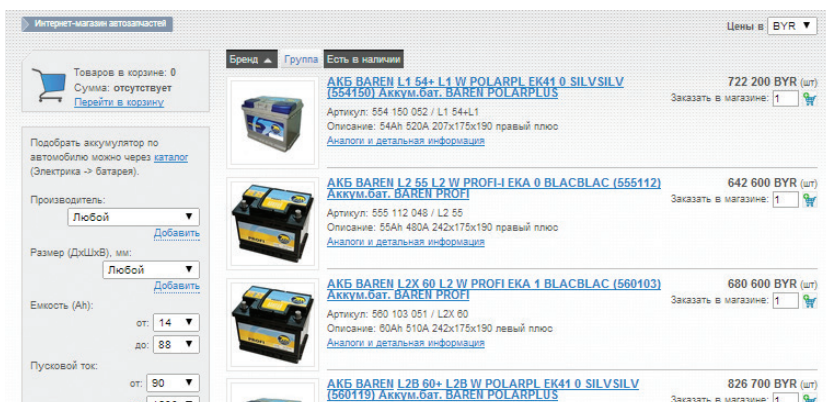 Интернет-магазин автозапчастей
Цены в BYR ▼
Товаров в корзине: 0
Сумма: отсутствует
Перейти в корзину
Подобрать аккумулятор по
автомобилю можно через каталог
(Электрика -> батарея).
Производитель:
Любой ▼
Добавить
Размер (ДхШхВ), мм:
Любой ▼
Добавить
Емкость (Ah):
от: 14 ▼
до: 88 ▼
Пусковой ток:
от: 90 ▼
Бренд ▲ Группа Есть в наличии
АКБ BAREN L1 54+ L1 W POLARPL EK41 0 SILVSILV
(554150) Аккум.бат. BAREN POLARPLUS
Артикул: 554 150 052 / L1 54+L1
Описание: 54Ah 520A 207x175x190 правый плюс
Аналоги и детальная информация
722 200 BYR (шт)
Заказать в магазине: 1
АКБ BAREN L2 55 L2 W PROFI-I EKA 0 BLACBLAC (555112)
Аккум.бат. BAREN PROFI
Артикул: 555 112 048 / L2 55
Описание: 55Ah 480A 242x175x190 правый плюс
Аналоги и детальная информация
642 600 BYR (шт)
Заказать в магазине: 1
АКБ BAREN L2X 60 L2 W PROFI EKA 1 BLACBLAC (560103)
Аккум.бат. BAREN PROFI
Артикул: 560 103 051 / L2X 60
Описание: 60Ah 510A 242x175x190 левый плюс
Аналоги и детальная информация
680 600 BYR (шт)
Заказать в магазине: 1
АКБ BAREN L2B 60+ L2B W POLARPL EK41 0 SILVSILV
(560119) Аккум.бат. BAREN POLARPLUS
826 700 BYR (шт)
Заказать в магазине: 1